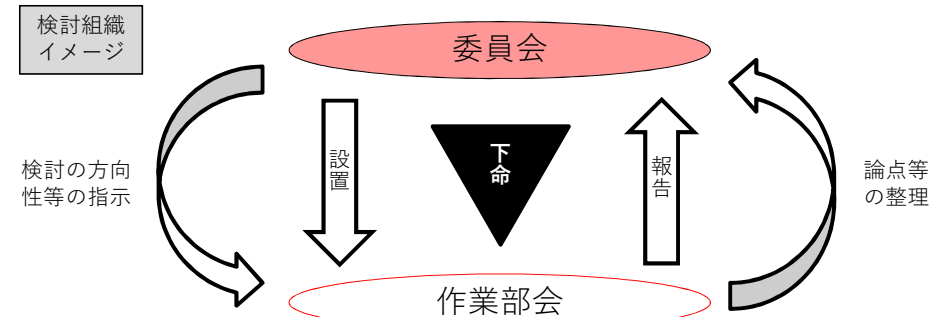 検討組織
イメージ
委員会
検討の方向
性等の指示
設置
下命
報告
論点等
の整理
作業部会